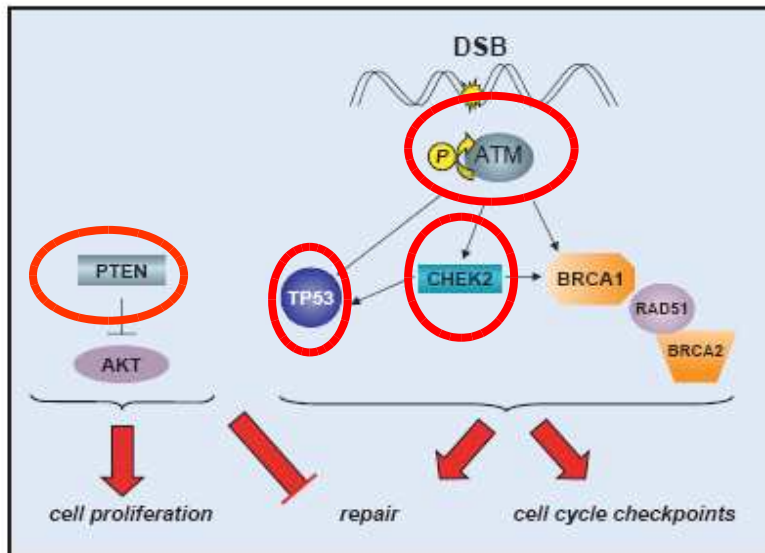 DSB
P
ATM
PTEN
TP53
CHEK2
BRCA1
RAD51
BRCA2
AKT
cell proliferation
repair
cell cycle checkpoints